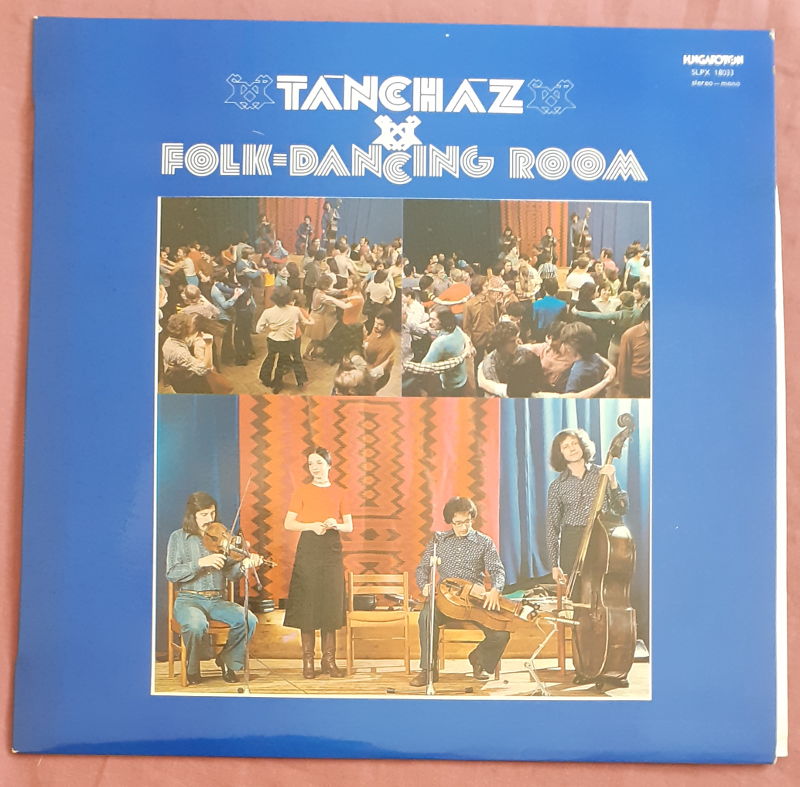 HUNGAROTON
SLPX 18033
stereo-mono
TÁNCHÁZ
FOLK=DANCING ROOM